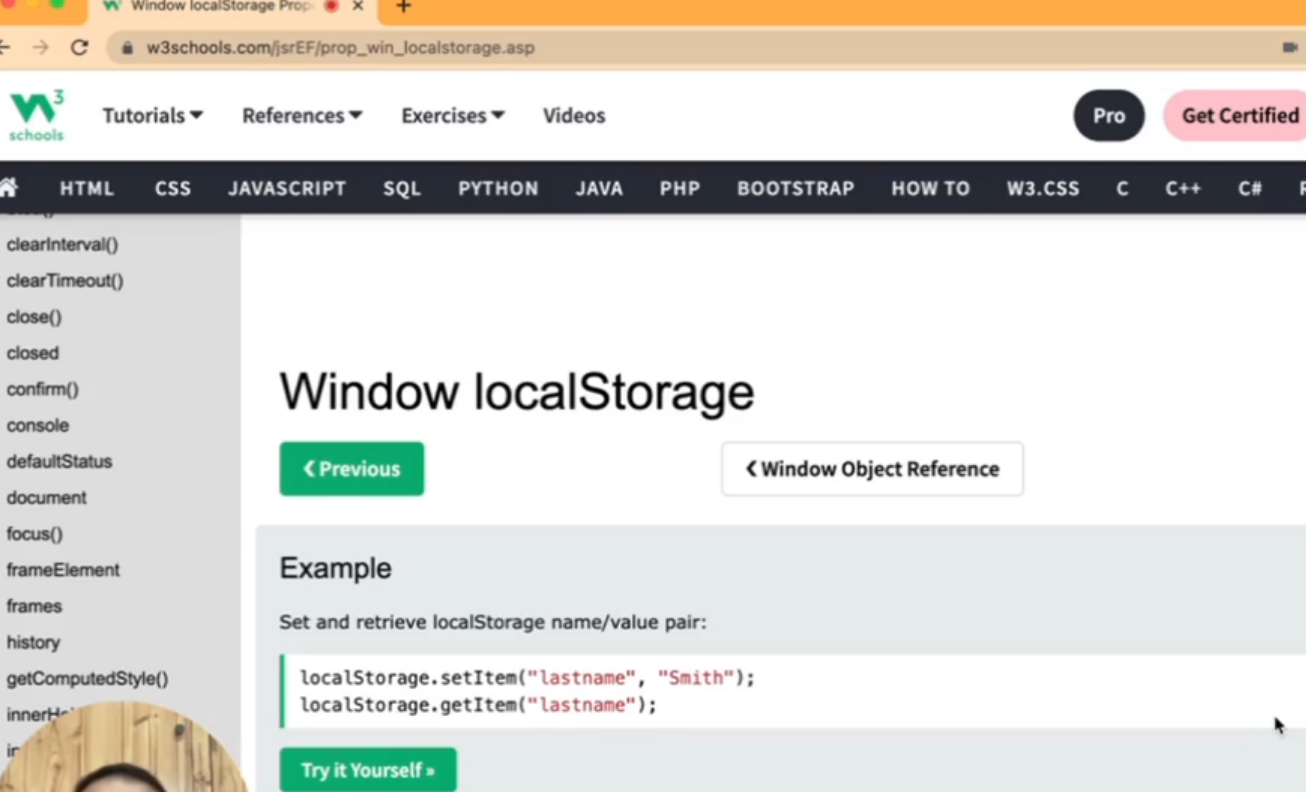 Window localStorage Prop
w3schools.com/jsrEF/prop_win_localstorage.asp
3
schools
Tutorials References Exercises Videos Pro Get Certified
HTML CSS JAVASCRIPT SQL PYTHON JAVA PHP BOOTSTRAP HOW TO W3.CSS C C++ C#
clearInterval()
clearTimeout()
close()
closed
confirm()
console
defaultStatus
document
focus()
frameElement
frames
history
getComputedStyle()
Window localStorage
❮ Previous
❮ Window Object Reference
Example
Set and retrieve localStorage name/value pair:
localStorage.setItem("lastname", "Smith");
localStorage.getItem("lastname");
Try it Yourself »